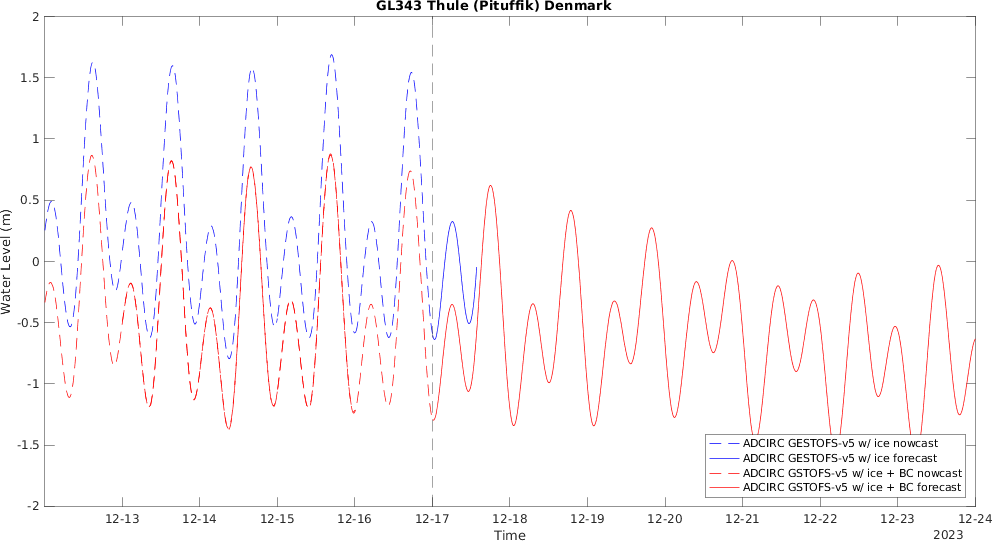 GL343 Thule (Pituffik) Denmark
2
1.5
1
0.5
0
-0.5
-1
-1.5
-2
Water Level (m)
ADCIRC GESTOFS-v5 w/ ice nowcast
ADCIRC GESTOFS-v5 w/ ice forecast
ADCIRC GSTOFS-v5 w/ ice + BC nowcast
ADCIRC GSTOFS-v5 w/ ice + BC forecast
12-13 12-14 12-15 12-16 12-17 12-18 12-19 12-20 12-21 12-22 12-23 12-24
Time
2023